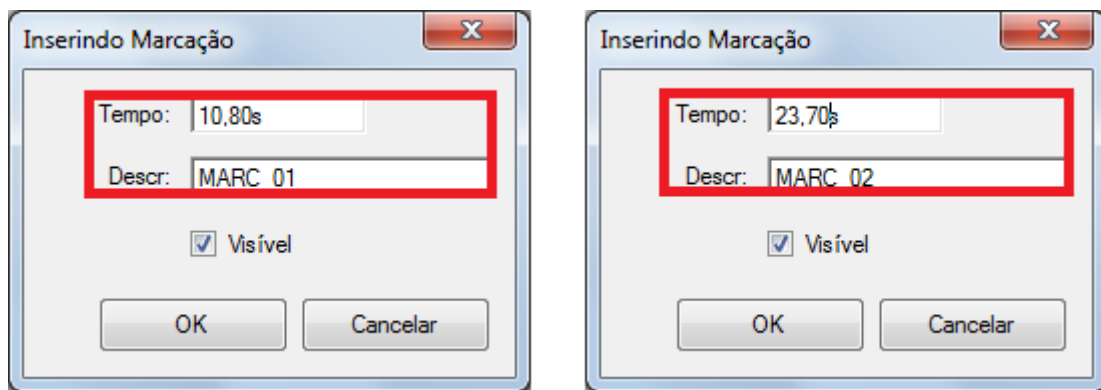 Inserindo Marcação
Tempo: 10,80s
Descr: MARC_01
Visível
OK Cancelar
Inserindo Marcação
Tempo: 23,70s
Descr: MARC_02
Visível
OK Cancelar